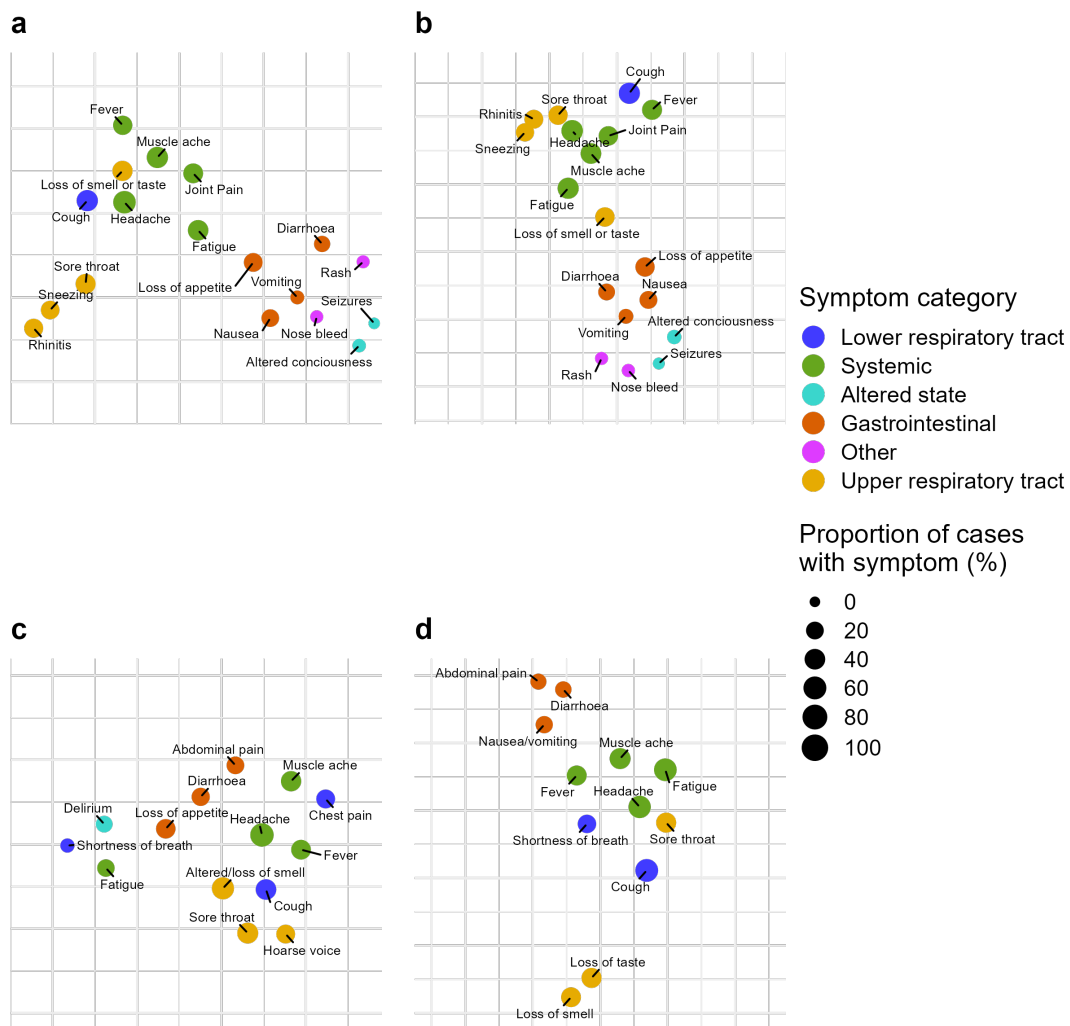 a
Fever
Muscle ache
Loss of smell or taste
Joint Pain
Cough
Headache
Fatigue
Diarrhoea
Sore throat
Rash
Loss of appetite
Vomiting
Sneezing
Seizures
Nausea
Nose bleed
Rhinitis
Altered conciousness
b
Cough
Sore throat
Fever
Rhinitis
Joint Pain
Headache
Sneezing
Muscle ache
Fatigue
Loss of smell or taste
Loss of appetite
Diarrhoea
Nausea
Altered conciousness
Vomiting
Seizures
Rash
Nose bleed
Symptom category
Lower respiratory tract
Systemic
Altered state
Gastrointestinal
Other
Upper respiratory tract
Proportion of cases
with symptom (%)
0
20
40
60
80
100
c
Abdominal pain
Muscle ache
Diarrhoea
Delirium
Loss of appetite
Headache
Chest pain
Shortness of breath
Fever
Altered/loss of smell
Fatigue
Cough
Sore throat
Hoarse voice
d
Abdominal pain
Diarrhoea
Nausea/vomiting
Muscle ache
Fever
Headache
Fatigue
Shortness of breath
Sore throat
Cough
Loss of taste
Loss of smell